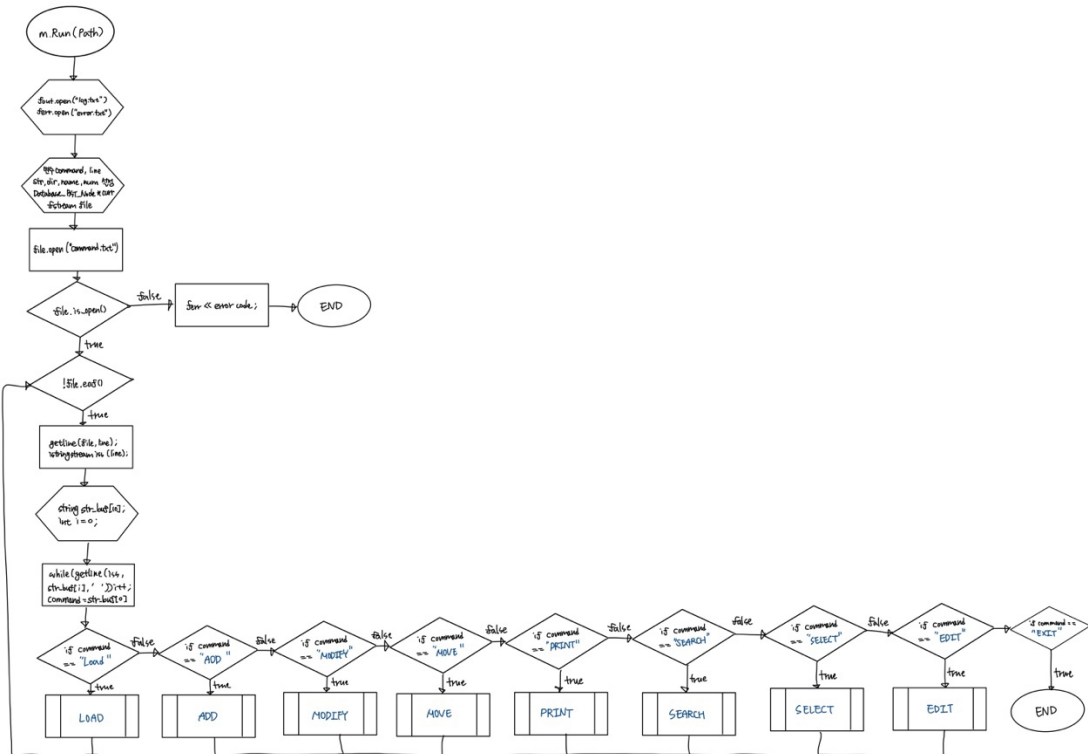 m.Run(Path)
fout.open("log.txt")
ferr.open("error.txt")
변수 command, line
str, dir, name, num 선언
Database_BST_Node * curr
fstream file
file.open("command.txt")
file.is_open()
false
ferr << error code;
END
true
!file.eof()
true
getline(file, line);
istringstream iss (line);
string str_buf[10];
int i=0;
while(getline(iss,
str_buf[i],' '))i++;
command=str_buf[0]
if command
== "Load"
false
if command
== "ADD"
false
if command
== "MODIFY"
false
if command
== "MOVE"
false
if command
== "PRINT"
false
if command
== "SEARCH"
false
if command
== "SELECT"
false
if command
== "EDIT"
if command ==
"EXIT"
true
true
true
true
true
true
true
true
true
LOAD
ADD
MODIFY
MOVE
PRINT
SEARCH
SELECT
EDIT
END